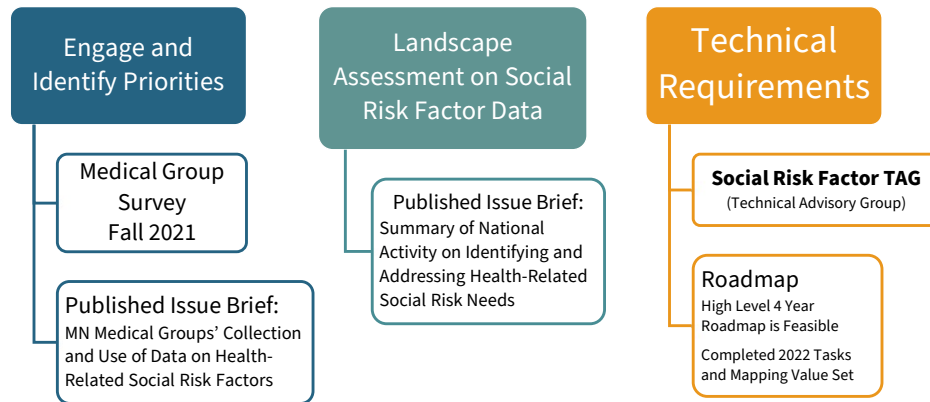 Engage and
Identify Priorities
Medical Group
Survey
Fall 2021
Published Issue Brief:
MN Medical Groups’ Collection
and Use of Data on Health-
Related Social Risk Factors
Landscape
Assessment on Social
Risk Factor Data
Published Issue Brief:
Summary of National
Activity on Identifying and
Addressing Health-Related
Social Risk Needs
Technical
Requirements
Social Risk Factor TAG
(Technical Advisory Group)
Roadmap
High Level 4 Year
Roadmap is Feasible
Completed 2022 Tasks
and Mapping Value Set